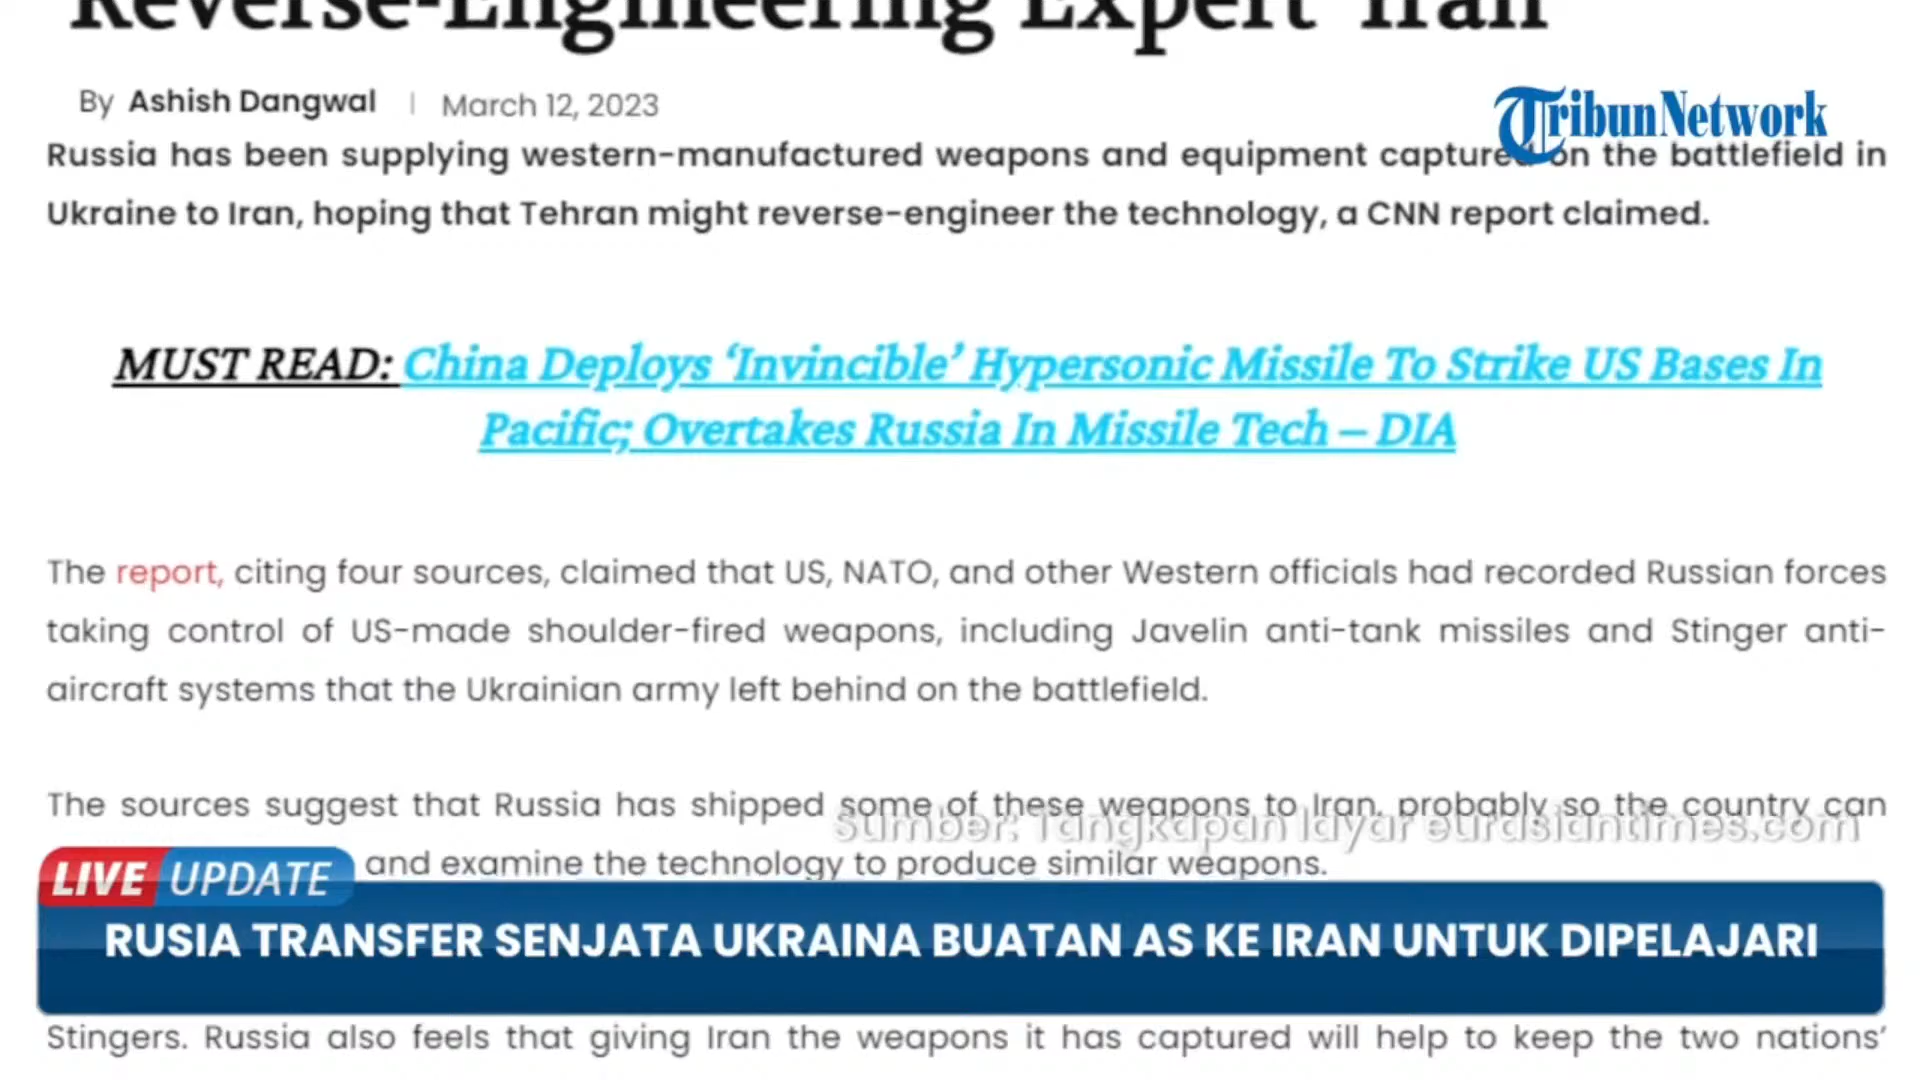 Reverse-Engineering Expert 'Iran'
By Ashish Dangwal | March 12, 2023
TribunNetwork
Russia has been supplying western-manufactured weapons and equipment captured on the battlefield in
Ukraine to Iran, hoping that Tehran might reverse-engineer the technology, a CNN report claimed.
MUST READ: China Deploys ‘Invincible’ Hypersonic Missile To Strike US Bases In
Pacific; Overtakes Russia In Missile Tech – DIA
The report, citing four sources, claimed that US, NATO, and other Western officials had recorded Russian forces
taking control of US-made shoulder-fired weapons, including Javelin anti-tank missiles and Stinger anti-
aircraft systems that the Ukrainian army left behind on the battlefield.
The sources suggest that Russia has shipped some of these weapons to Iran, probably so the country can
Sumber: Tangkapan layar eurasiantimes.com
and examine the technology to produce similar weapons.
LIVE UPDATE
RUSIA TRANSFER SENJATA UKRAINA BUATAN AS KE IRAN UNTUK DIPELAJARI
Stingers. Russia also feels that giving Iran the weapons it has captured will help to keep the two nations’